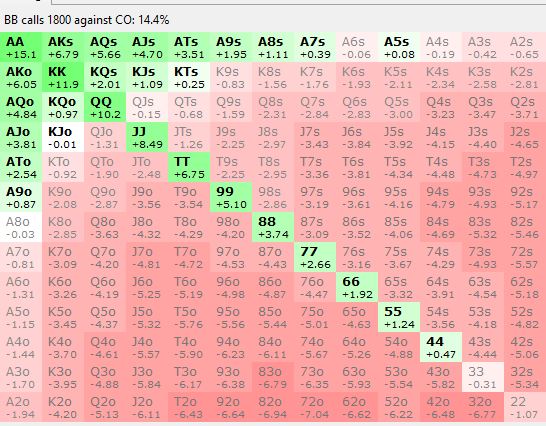 BB calls 1800 against CO: 14.4%
AA AKs AQs AJs ATs A9s A8s A7s A6s A5s A4s A3s A2s
+15.1 +6.79 +5.66 +4.70 +3.51 +1.95 +1.11 +0.39 -0.06 +0.08 -0.19 -0.42 -0.65
AKo KK KQs KJs KTs K9s K8s K7s K6s K5s K4s K3s K2s
+6.05 +11.9 +2.01 +1.09 +0.25 -0.83 -1.56 -1.76 -1.93 -2.11 -2.34 -2.58 -2.81
AQo KQo QQ QJs QTs Q9s Q8s Q7s Q6s Q5s Q4s Q3s Q2s
+4.84 +0.97 +10.2 -0.15 -0.68 -1.59 -2.31 -2.84 -2.83 -3.00 -3.23 -3.47 -3.71
AJo KJo QJo JJ JTs J9s J8s J7s J6s J5s J4s J3s J2s
+3.81 -0.01 -1.31 +8.49 -1.26 -2.25 -2.97 -3.43 -3.84 -3.92 -4.15 -4.40 -4.65
ATo KTo QTo JTo TT T9s T8s T7s T6s T5s T4s T3s T2s
+2.54 -0.92 -1.90 -2.48 +6.75 -2.25 -2.95 -3.36 -3.81 -4.34 -4.48 -4.73 -4.97
A9o K9o Q9o J9o T9o 99 98s 97s 96s 95s 94s 93s 92s
+0.87 -2.08 -2.87 -3.56 -3.54 +5.10 -2.86 -3.19 -3.61 -4.16 -4.79 -4.93 -5.17
A8o K8o Q8o J8o T8o 98o 88 87s 86s 85s 84s 83s 82s
-0.03 -2.85 -3.63 -4.32 -4.29 -4.20 +3.74 -3.09 -3.52 -4.06 -4.69 -5.32 -5.46
A7o K7o Q7o J7o T7o 97o 87o 77 76s 75s 74s 73s 72s
-0.81 -3.09 -4.20 -4.81 -4.72 -4.53 -4.43 +2.66 -3.16 -3.67 -4.29 -4.93 -5.57
A6o K6o Q6o J6o T6o 96o 86o 76o 66 65s 64s 63s 62s
-1.31 -3.26 -4.19 -5.25 -5.19 -4.98 -4.87 -4.47 +1.92 -3.32 -3.91 -4.54 -5.18
A5o K5o Q5o J5o T5o 95o 85o 75o 65o 55 54s 53s 52s
-1.15 -3.45 -4.37 -5.32 -5.76 -5.56 -5.44 -5.01 -4.63 +1.24 -3.56 -4.18 -4.82
A4o K4o Q4o J4o T4o 94o 84o 74o 64o 54o 44 43s 42s
-1.44 -3.70 -4.61 -5.57 -5.90 -6.23 -6.11 -5.67 -5.26 -4.88 +0.47 -4.44 -5.06
A3o K3o Q3o J3o T3o 93o 83o 73o 63o 53o 43o 33 32s
-1.70 -3.95 -4.88 -5.84 -6.17 -6.38 -6.79 -6.35 -5.93 -5.54 -5.82 -0.31 -5.34
A2o K2o Q2o J2o T2o 92o 82o 72o 62o 52o 42o 32o 22
-1.94 -4.20 -5.13 -6.11 -6.43 -6.64 -6.94 -7.04 -6.62 -6.22 -6.48 -6.77 -1.07